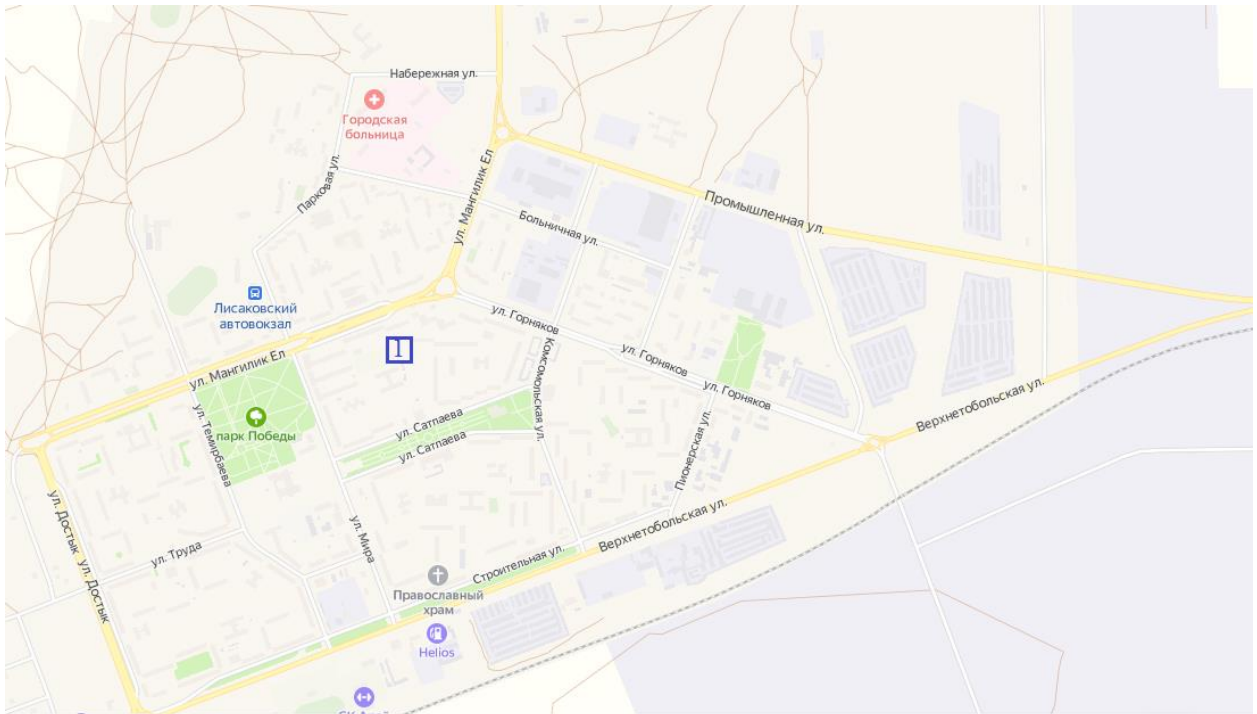 Набережная ул.
Городская
больница
Парковая ул.
ул. Мангилик Ел
Промышленная ул.
Больничная ул.
Лисаковский
автовокзал
ул. Горняков
I
ул. Мангилик Ел
Комсомольская ул.
ул. Горняков
ул. Горняков
Верхнетобольская ул.
парк Победы
ул. Темирбаева
ул. Сатпаева
ул. Сатпаева
Пионерская ул.
ул. Достык
ул. Достык
ул. Труда
ул. Мира
Верхнетобольская ул.
Строительная ул.
Православный
храм
Helios